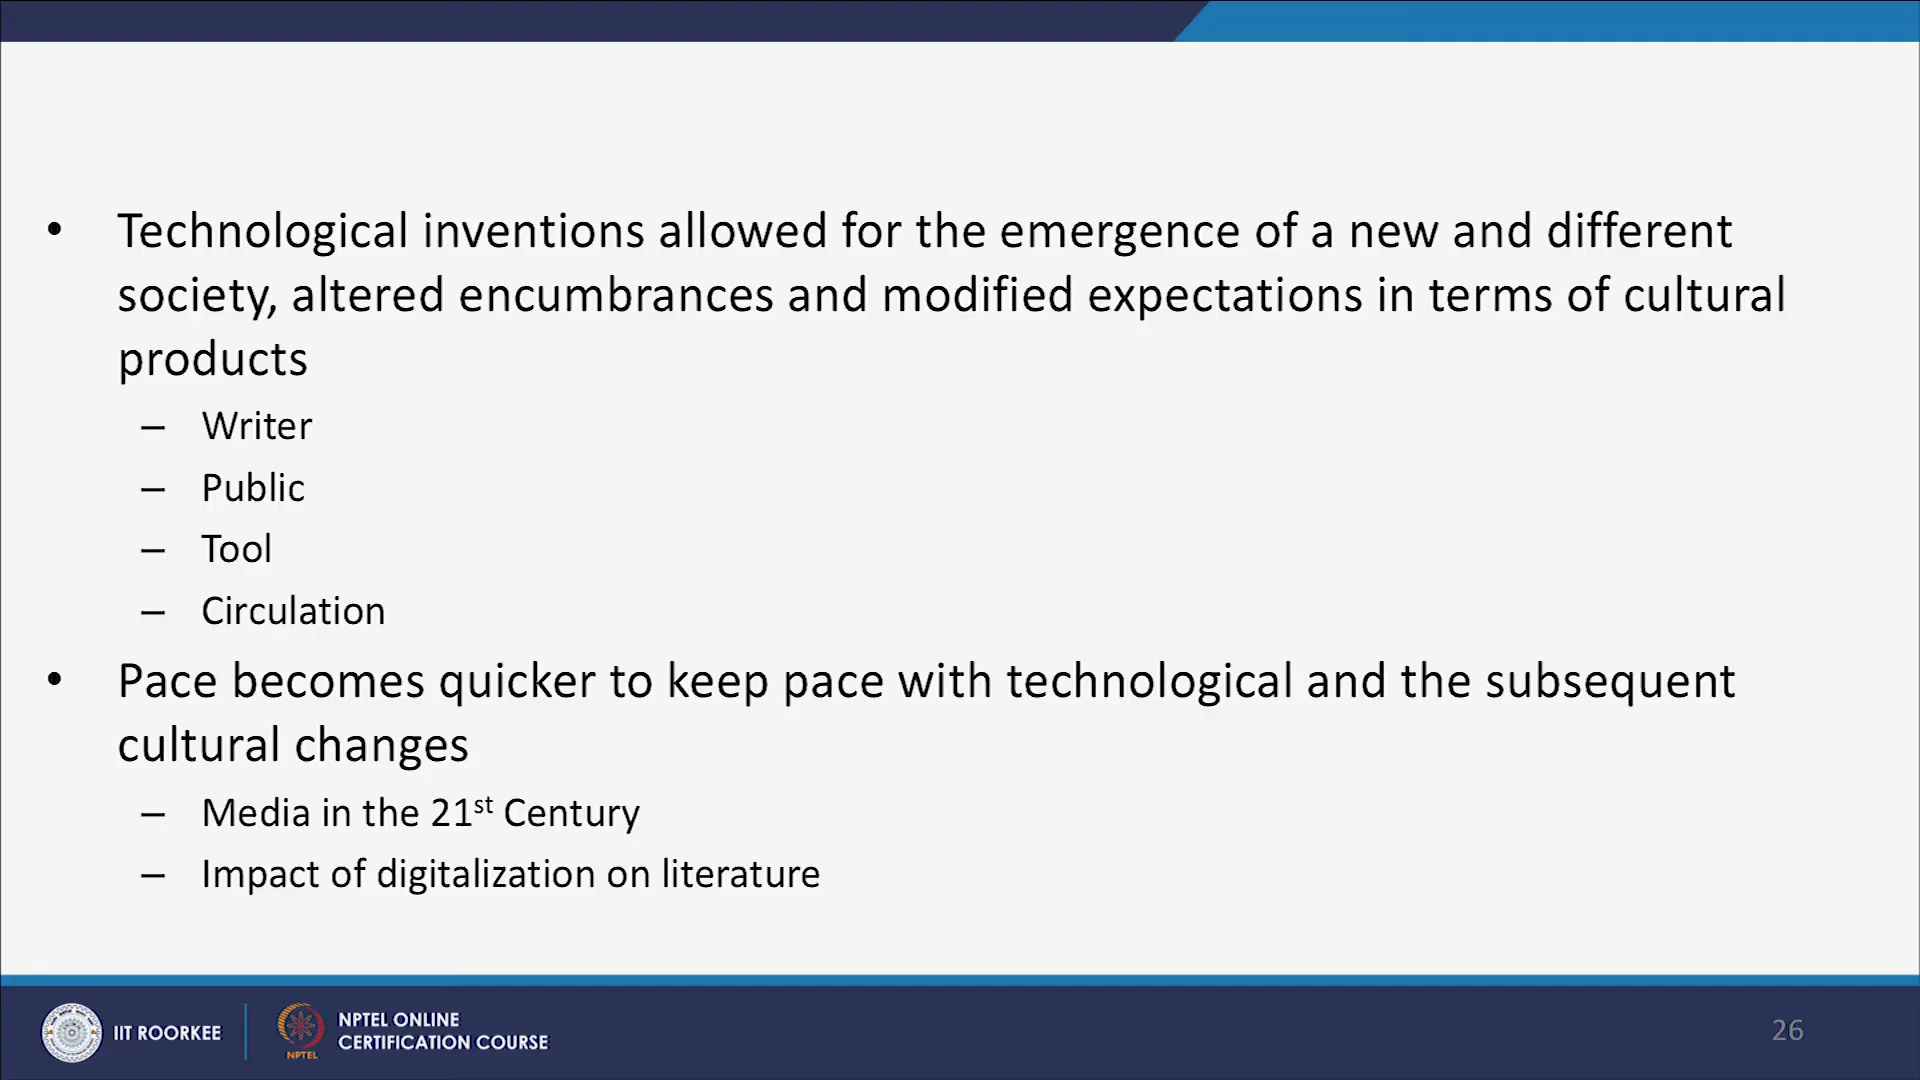 • Technological inventions allowed for the emergence of a new and different
society, altered encumbrances and modified expectations in terms of cultural
products
– Writer
– Public
– Tool
– Circulation
• Pace becomes quicker to keep pace with technological and the subsequent
cultural changes
– Media in the 21st Century
– Impact of digitalization on literature
IIT ROORKEE
NPTEL
NPTEL ONLINE
CERTIFICATION COURSE
26